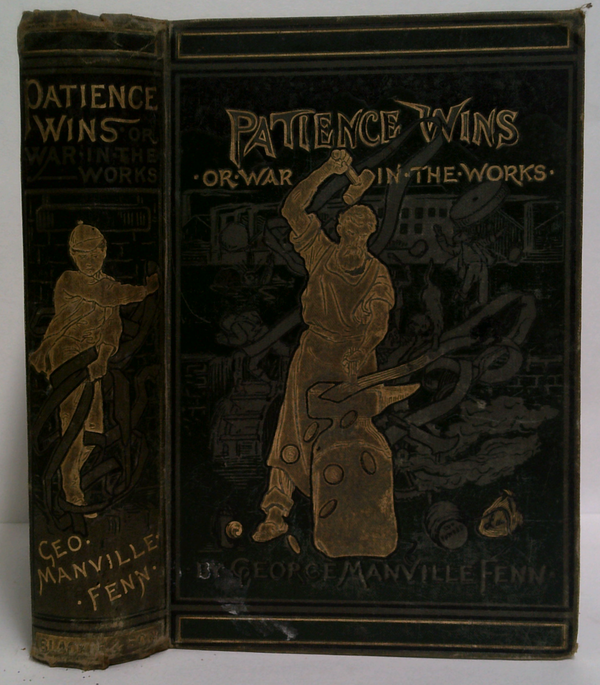 PATIENCE
WINS OR
WAR·IN·THE
WORKS
GEO·
MANVILLE·
·FENN·
PATIENCE WINS
·OR·WAR IN·THE·WORKS·
BY GEORGE MANVILLE FENN·